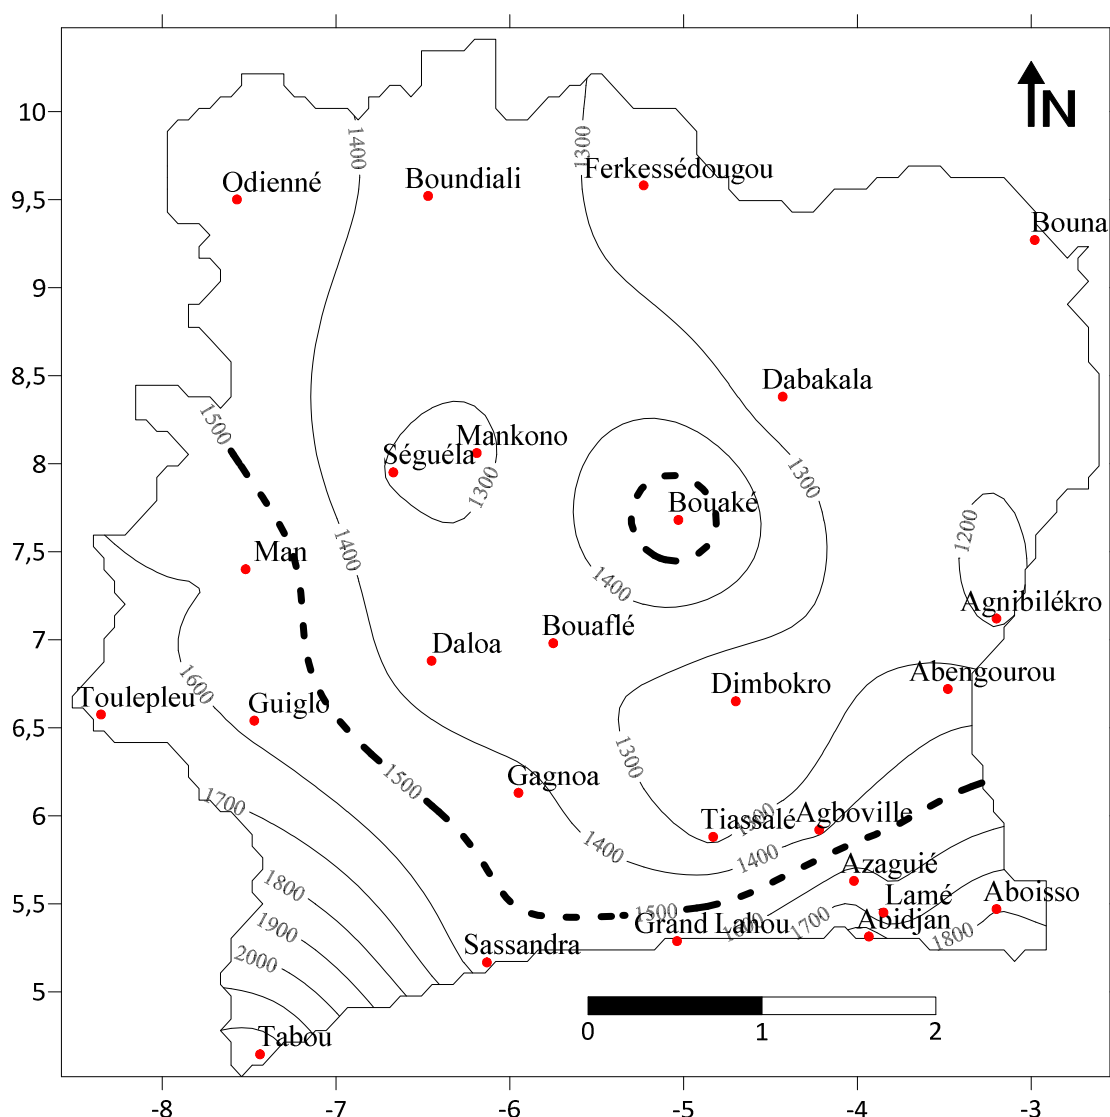 N
10
9,5
9
8,5
8
7,5
7
6,5
6
5,5
5
1400
1300
Odienné
Boundiali
Ferkessédougou
Bouna
Dabakala
1500
Mankono
Séguéla
1300
1300
Bouaké
1200
1400
Man
1400
Agnibilékro
Bouaflé
Daloa
Abengourou
1600
Dimbokro
Toulepleu
Guiglo
1300
Gagnoa
1500
1700
Tiassalé
1300
Agboville
1400
1400
Azaguié
1800
Lamé
Aboisso
1500
1900
Grand Lahou
1600
1700
Abidjan
1800
Sassandra
2000
Tabou
0
1
2
-8
-7
-6
-5
-4
-3